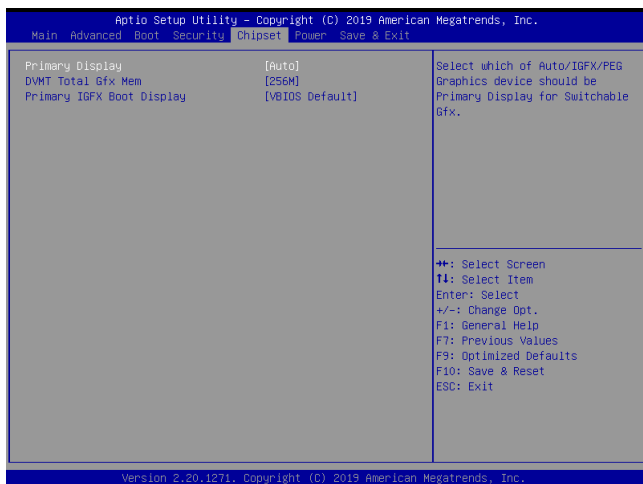 Aptio Setup Utility – Copyright (C) 2019 American Megatrends, Inc.
Main Advanced Boot Security Chipset Power Save & Exit
Primary Display [Auto]
DVMT Total Gfx Mem [256M]
Primary IGFX Boot Display [VBIOS Default]
Select which of Auto/IGFX/PEG
Graphics device should be
Primary Display for Switchable
Gfx.
→←: Select Screen
↑↓: Select Item
Enter: Select
+/-: Change Opt.
F1: General Help
F7: Previous Values
F9: Optimized Defaults
F10: Save & Reset
ESC: Exit
Version 2.20.1271. Copyright (C) 2019 American Megatrends, Inc.